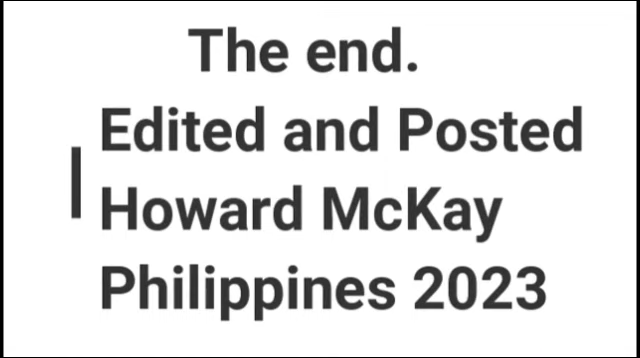 The end.
Edited and Posted
Howard McKay
Philippines 2023